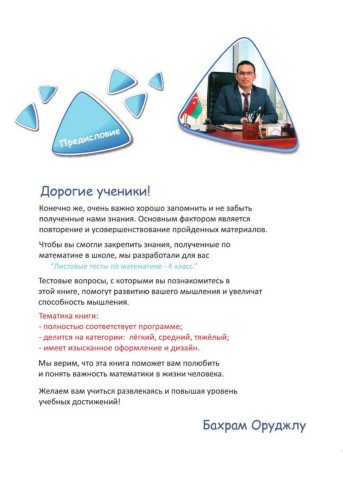 Предисловие
Дорогие ученики!
Конечно же, очень важно хорошо запомнить и не забыть
полученные нами знания. Основным фактором является
повторение и усовершенствование пройденных материалов.
Чтобы вы смогли закрепить знания, полученные по
математике в школе, мы разработали для вас
"Листовые тесты по математике - 4 класс."
Тестовые вопросы, с которыми вы познакомитесь в
этой книге, помогут развитию вашего мышления и увеличат
способность мышления.
Тематика книги:
- полностью соответствует программе;
- делится на категории: лёгкий, средний, тяжёлый;
- имеет изысканное оформление и дизайн.
Мы верим, что эта книга поможет вам полюбить
и понять важность математики в жизни человека.
Желаем вам учиться развлекаясь и повышая уровень
учебных достижений!
Бахрам Оруджлу